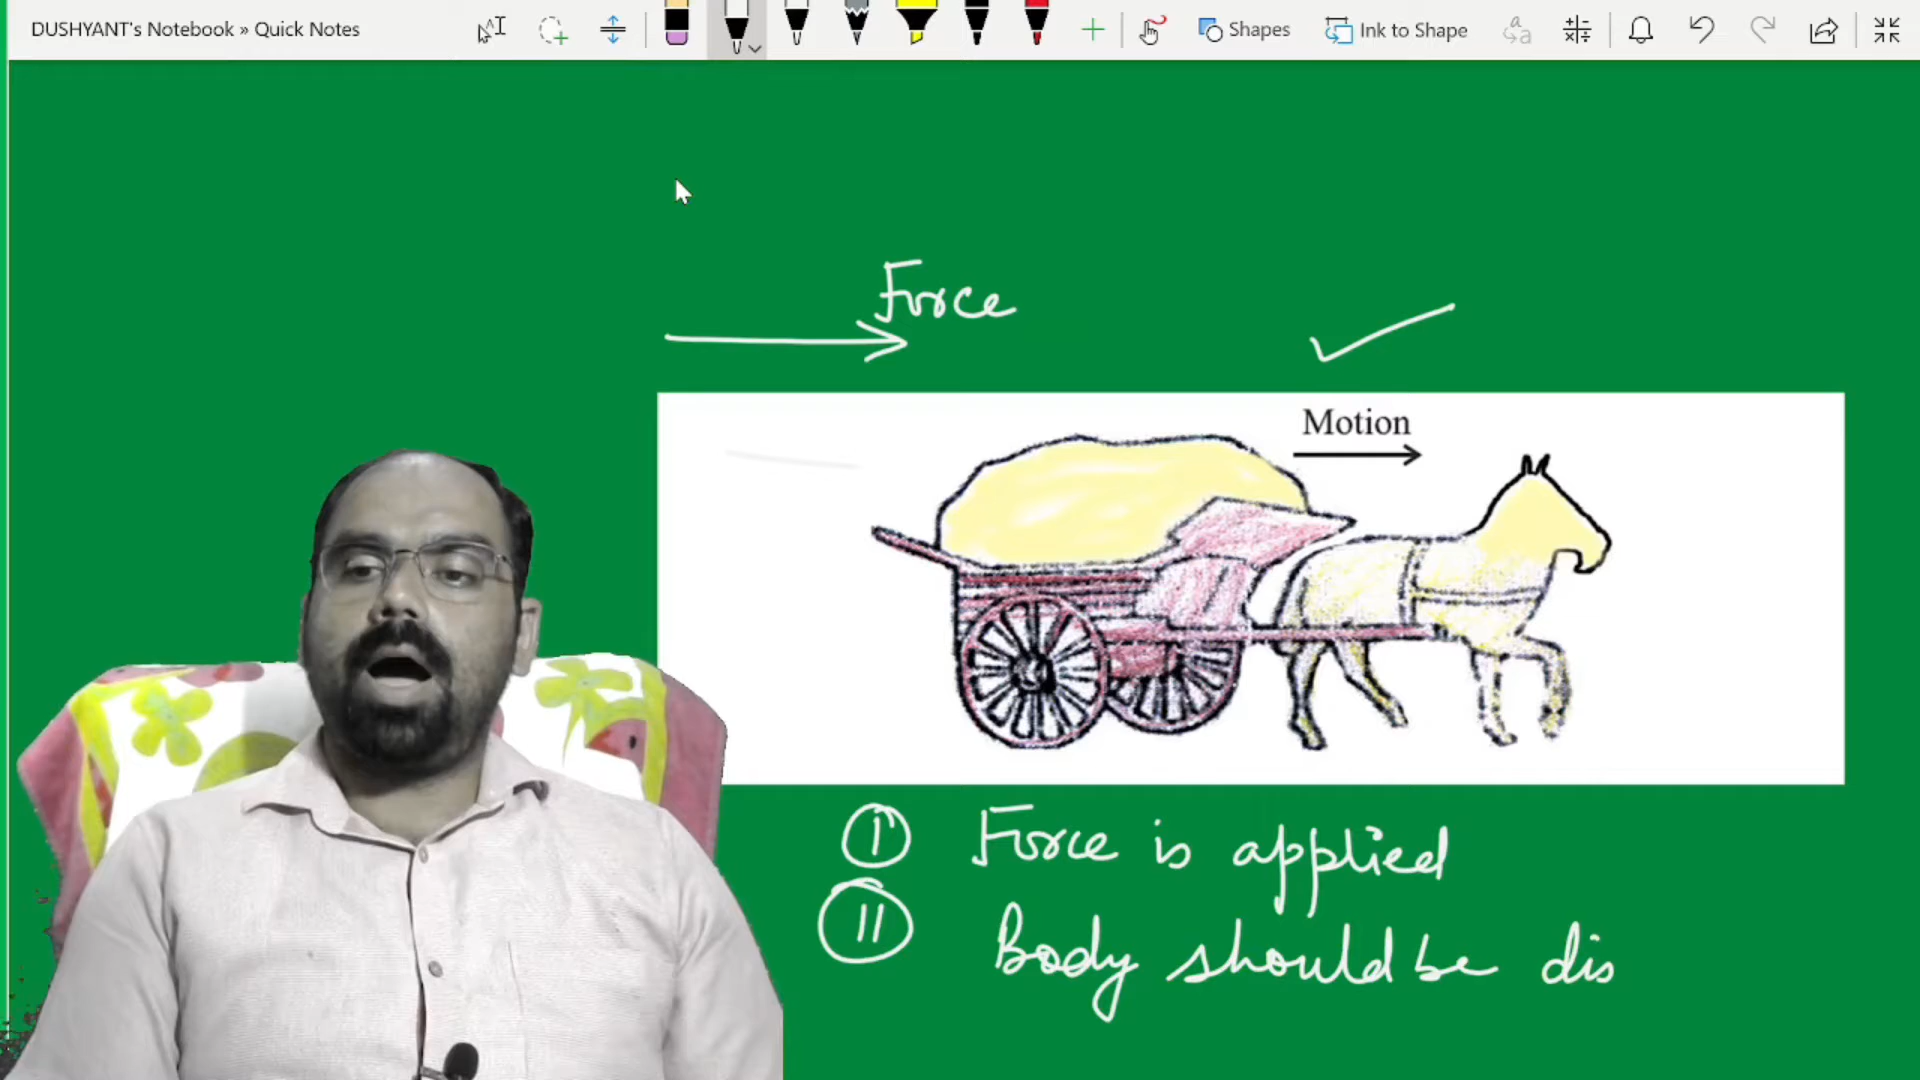 DUSHYANT's Notebook » Quick Notes
Shapes
Ink to Shape
Force
Motion
I Force is applied
II Body should be dis